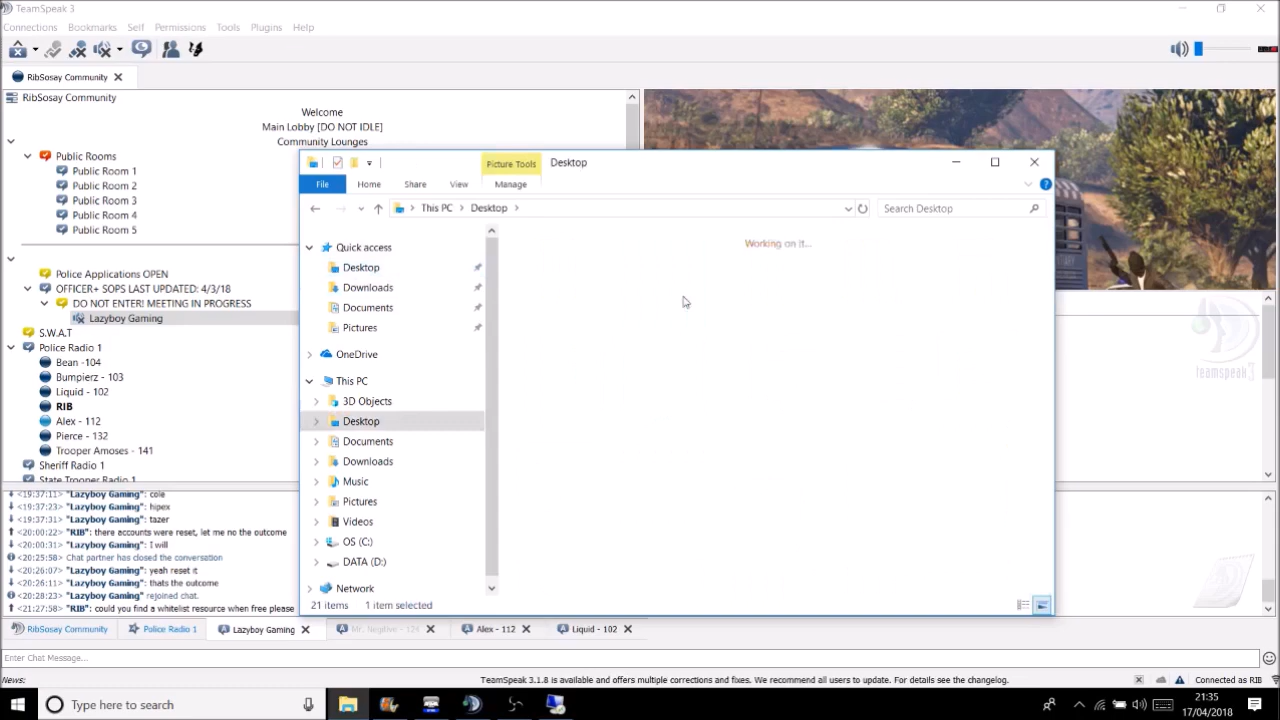 TeamSpeak 3
Connections Bookmarks Self Permissions Tools Plugins Help
RibSosay Community
RibSosay Community
Welcome
Main Lobby [DO NOT IDLE]
Community Lounges
Public Rooms
Public Room 1
Public Room 2
Public Room 3
Public Room 4
Public Room 5
Police Applications OPEN
OFFICER+ SOPS LAST UPDATED: 4/3/18
DO NOT ENTER! MEETING IN PROGRESS
Lazyboy Gaming
S.W.A.T
Police Radio 1
Bean -104
Bumpierz - 103
Liquid - 102
RIB
Alex - 112
Pierce - 132
Trooper Amoses - 141
Sheriff Radio 1
State Trooper Radio 1
Picture Tools Desktop
File Home Share View Manage
This PC > Desktop >
Search Desktop
Working on it...
Quick access
Desktop
Downloads
Documents
Pictures
OneDrive
This PC
3D Objects
Desktop
Documents
Downloads
Music
Pictures
Videos
OS (C:)
DATA (D:)
Network
21 items 1 item selected
teamspeak3
<19:37:11> "Lazyboy Gaming": cole
<19:37:23> "Lazyboy Gaming": hipex
<19:37:31> "Lazyboy Gaming": tazer
<20:00:22> "RIB": there accounts were reset, let me no the outcome
<20:00:31> "Lazyboy Gaming": I will
<20:25:58> Chat partner has closed the conversation
<20:26:07> "Lazyboy Gaming": yeah reset it
<20:26:11> "Lazyboy Gaming": thats the outcome
<20:28:23> "Lazyboy Gaming" rejoined chat.
<21:27:58> "RIB": could you find a whitelist resource when free please
RibSosay Community Police Radio 1 Lazyboy Gaming Mr. Negtive - 124 Alex - 112 Liquid - 102
Enter Chat Message...
News: TeamSpeak 3.1.8 is available and offers multiple corrections and fixes. We recommend all users to update. For details see the changelog. Connected as RIB
Type here to search
21:35
17/04/2018